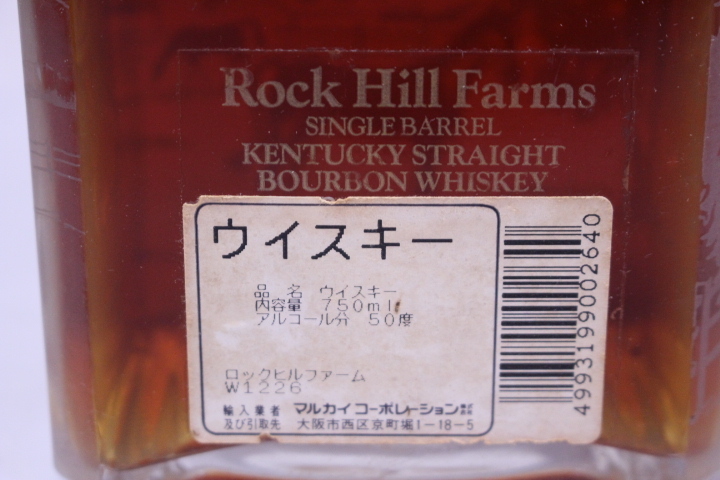 Rock Hill Farms
SINGLE BARREL
KENTUCKY STRAIGHT
BOURBON WHISKEY
ウイスキー
品 名 ウイスキー
内容量 750ml
アルコール分 50度
ロックヒルファーム
W1226
輸入業者 マルカイコーポレーション株式会社
及び引取先 大阪市西区京町堀1-18-5
4993199002640